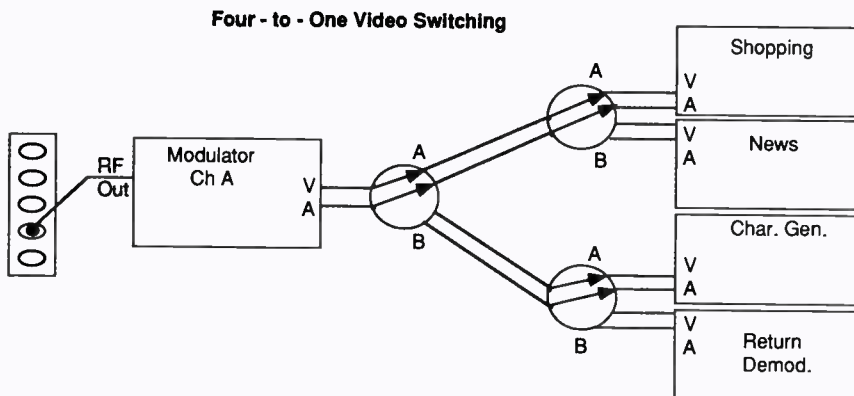 Four - to - One Video Switching
RF
Out
Modulator
Ch A
V
A
A
B
A
B
V
A
Shopping
V
A
News
A
B
V
A
Char. Gen.
V
A
Return
Demod.